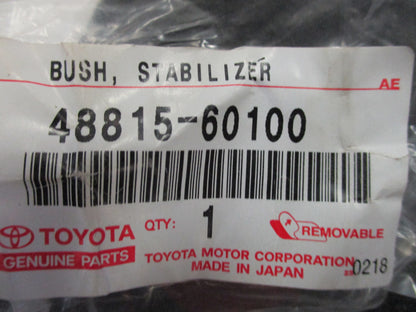 BUSH, STABILIZER
AE
48815-60100
TOYOTA
GENUINE PARTS
QTY: 1
REMOVABLE
TOYOTA MOTOR CORPORATION
MADE IN JAPAN
0218